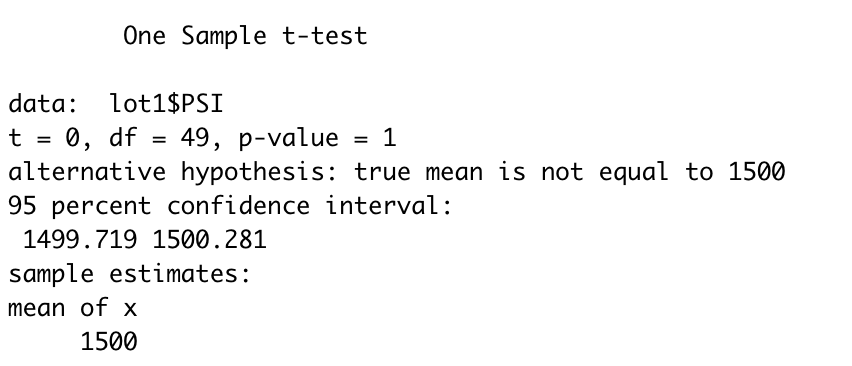 One Sample t-test
data: lot1$PSI
t = 0, df = 49, p-value = 1
alternative hypothesis: true mean is not equal to 1500
95 percent confidence interval:
1499.719 1500.281
sample estimates:
mean of x
1500